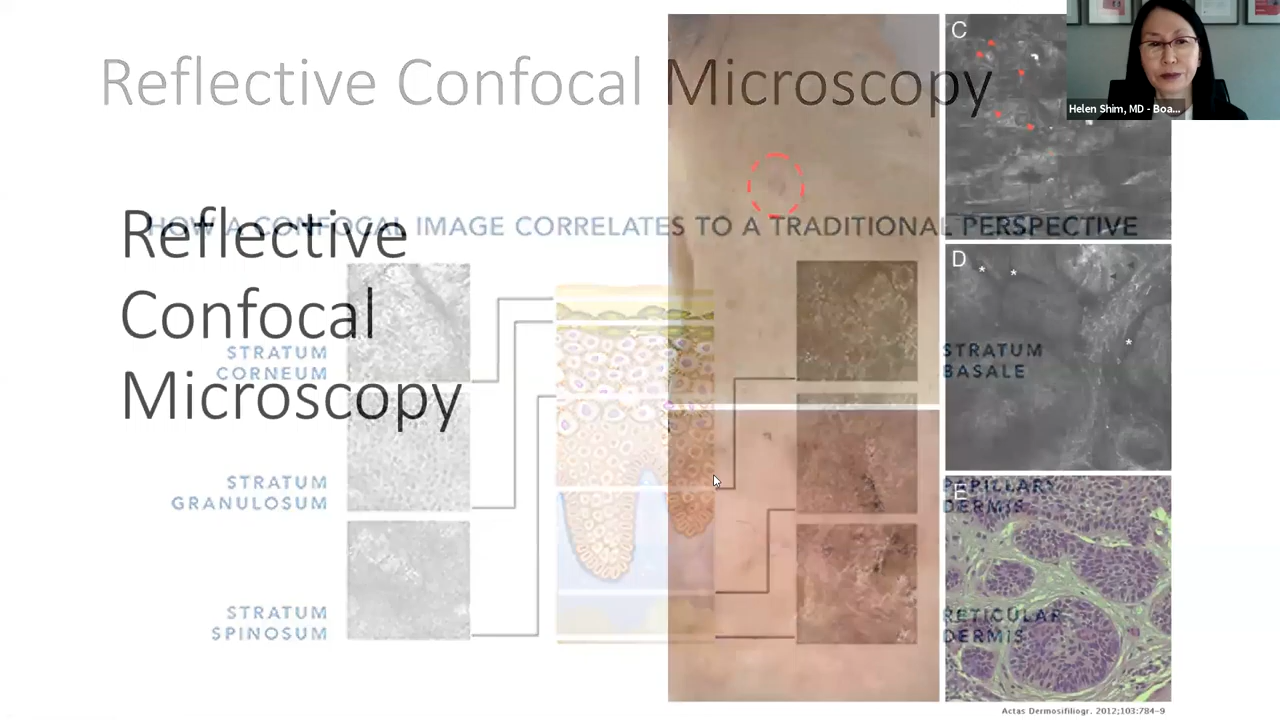 Reflective Confocal Microscopy
Reflective
Confocal
Microscopy
HOW A CONFOCAL IMAGE CORRELATES TO A TRADITIONAL PERSPECTIVE
STRATUM
CORNEUM
STRATUM
GRANULOSUM
STRATUM
SPINOSUM
STRATUM
BASALE
PAPILLARY
DERMIS
RETICULAR
DERMIS
C
D
E
* *
*
Helen Shim, MD - Boa...
Actas Dermosifiliogr. 2012;103:784-9